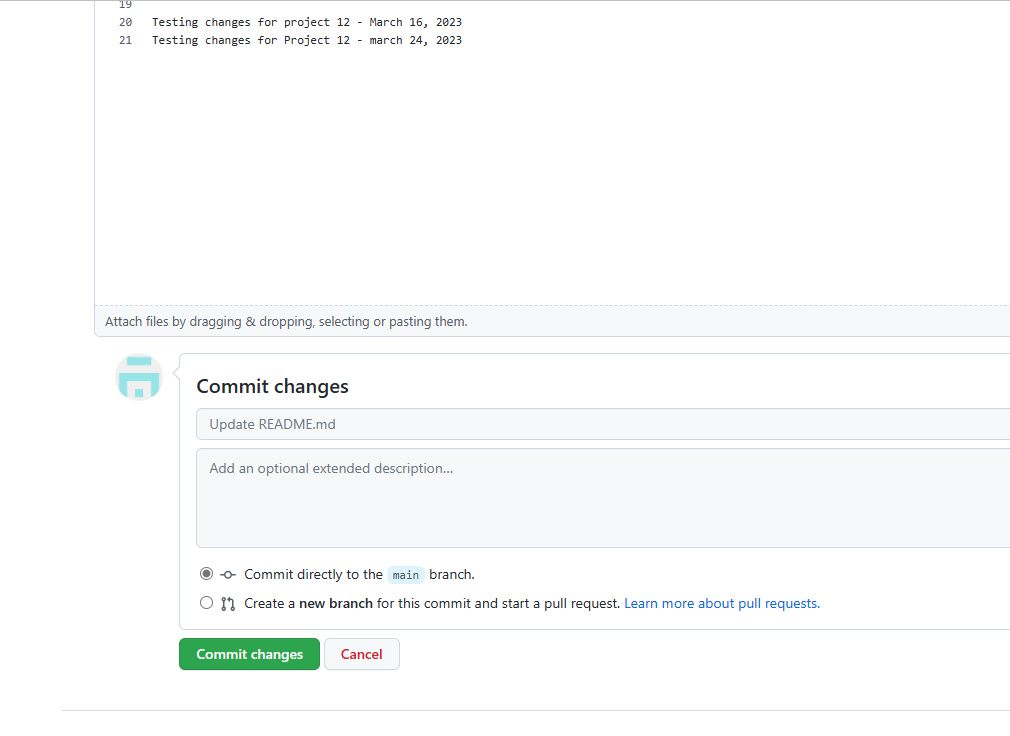 19
20 Testing changes for project 12 - March 16, 2023
21 Testing changes for Project 12 - march 24, 2023
Attach files by dragging & dropping, selecting or pasting them.
Commit changes
Update README.md
Add an optional extended description...
Commit directly to the main branch.
Create a new branch for this commit and start a pull request. Learn more about pull requests.
Commit changes Cancel